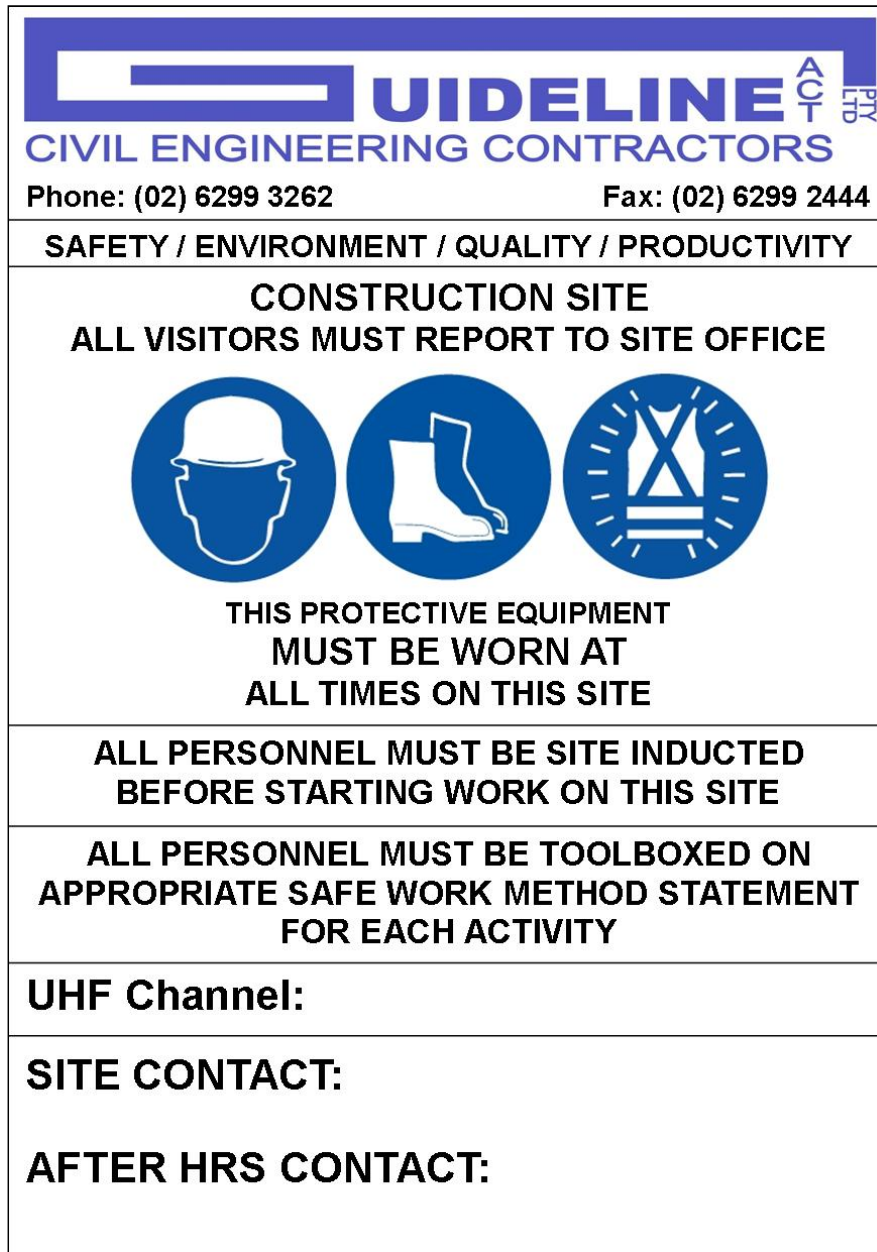 GUIDELINE ACT PTY LTD
CIVIL ENGINEERING CONTRACTORS
Phone: (02) 6299 3262 Fax: (02) 6299 2444
SAFETY / ENVIRONMENT / QUALITY / PRODUCTIVITY
CONSTRUCTION SITE
ALL VISITORS MUST REPORT TO SITE OFFICE
THIS PROTECTIVE EQUIPMENT
MUST BE WORN AT
ALL TIMES ON THIS SITE
ALL PERSONNEL MUST BE SITE INDUCTED
BEFORE STARTING WORK ON THIS SITE
ALL PERSONNEL MUST BE TOOLBOXED ON
APPROPRIATE SAFE WORK METHOD STATEMENT
FOR EACH ACTIVITY
UHF Channel:
SITE CONTACT:
AFTER HRS CONTACT: